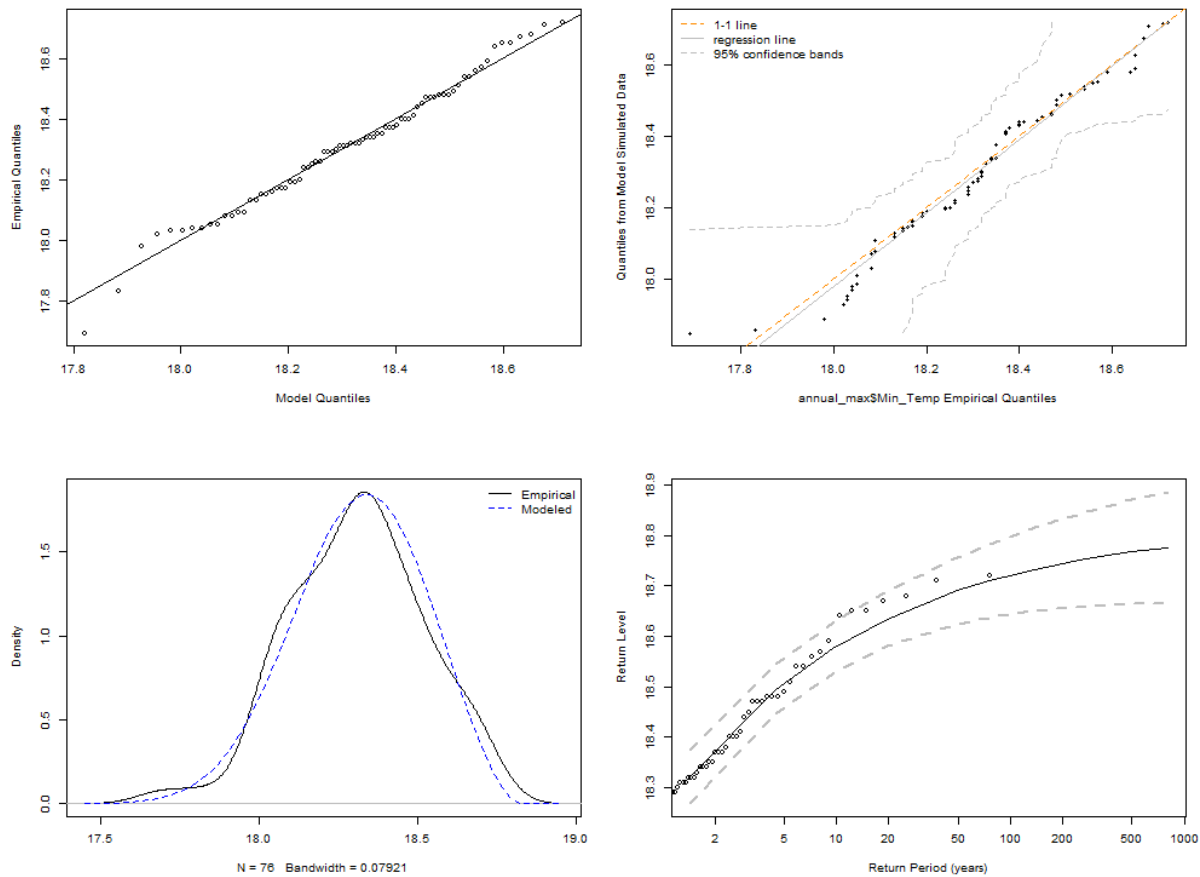 Empirical Quantiles
17.8
18.0
18.2
18.4
18.6
17.8 18.0 18.2 18.4 18.6
Model Quantiles
1-1 line
regression line
95% confidence bands
Quantiles from Model Simulated Data
18.0
18.2
18.4
18.6
17.8 18.0 18.2 18.4 18.6
annual_max$Min_Temp Empirical Quantiles
Empirical
Modeled
Density
0.0
0.5
1.0
1.5
17.5 18.0 18.5 19.0
N = 76 Bandwidth = 0.07921
Return Level
18.3
18.4
18.5
18.6
18.7
18.8
18.9
2 5 10 20 50 100 200 500 1000
Return Period (years)